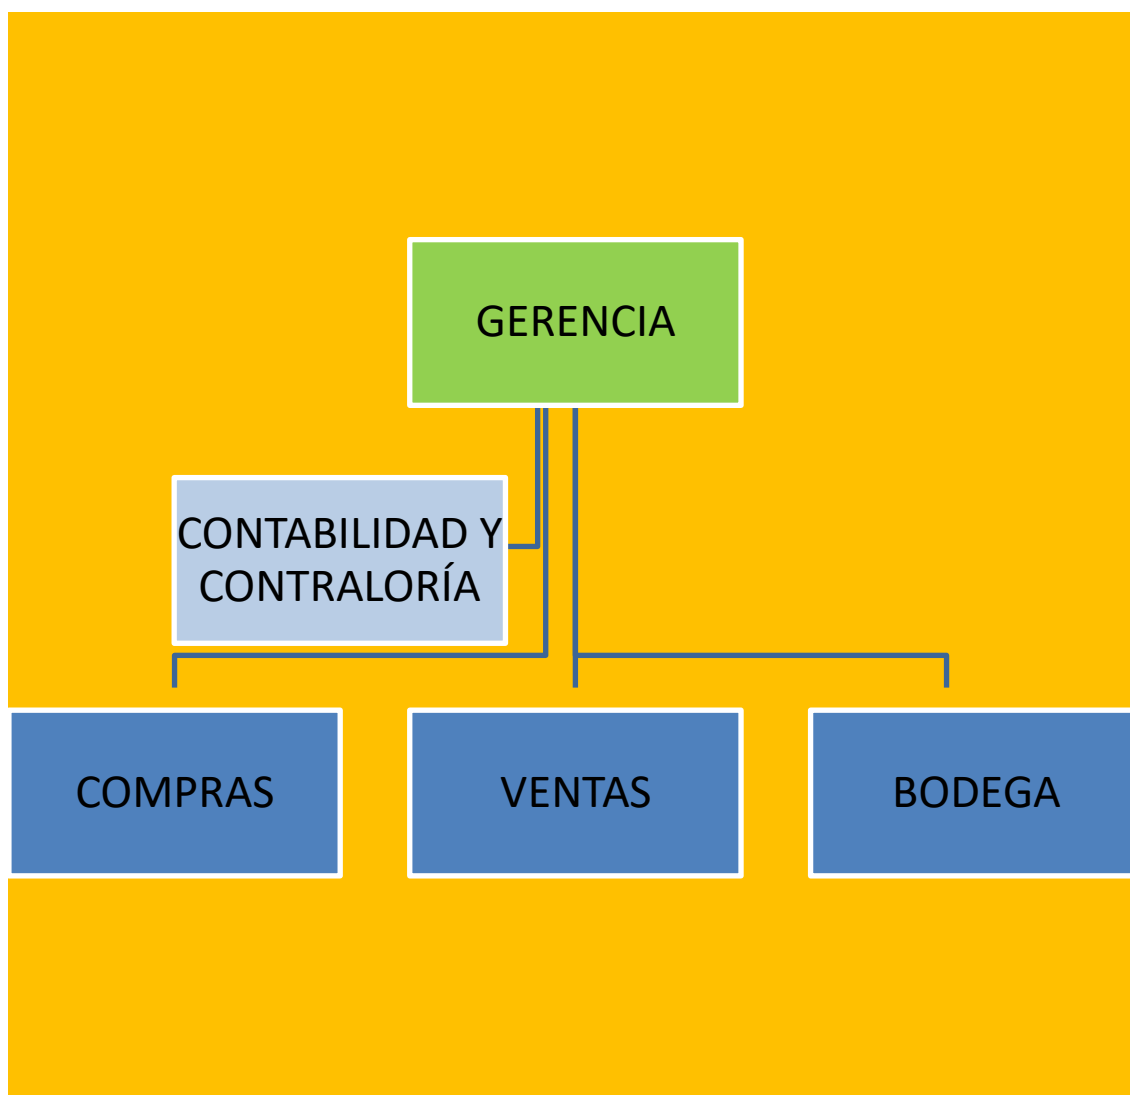 GERENCIA
CONTABILIDAD Y
CONTRALORÍA
COMPRAS
VENTAS
BODEGA